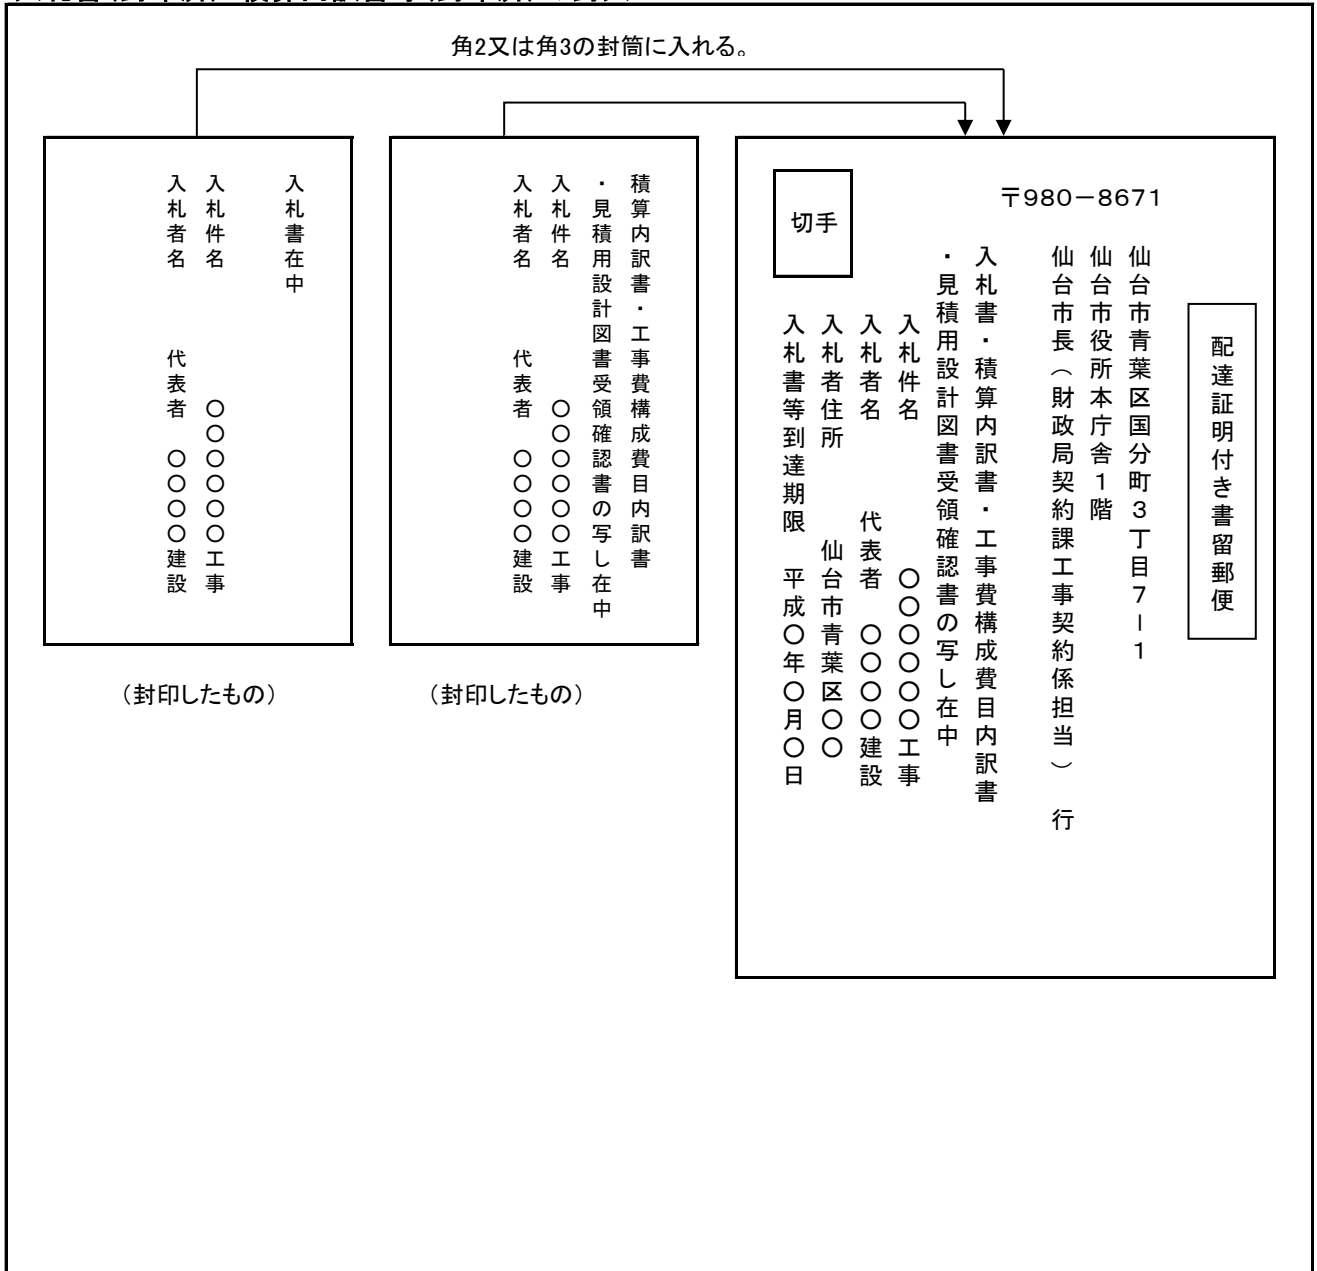 角2又は角3の封筒に入れる。
入札書在中
入札件名　○○○○○○工事
入札者名　代表者　○○○○建設
（封印したもの）
積算内訳書・工事費構成費目内訳書
・見積用設計図書受領確認書の写し在中
入札件名　○○○○○○工事
入札者名　代表者　○○○○建設
（封印したもの）
切手
〒980－8671
配達証明付き書留郵便
仙台市青葉区国分町3丁目7－1
仙台市役所本庁舎1階
仙台市長（財政局契約課工事契約係担当）　行
入札書・積算内訳書・工事費構成費目内訳書
・見積用設計図書受領確認書の写し在中
入札件名　○○○○○○工事
入札者名　代表者　○○○○建設
入札者住所　仙台市青葉区○○
入札書等到達期限　平成○年○月○日